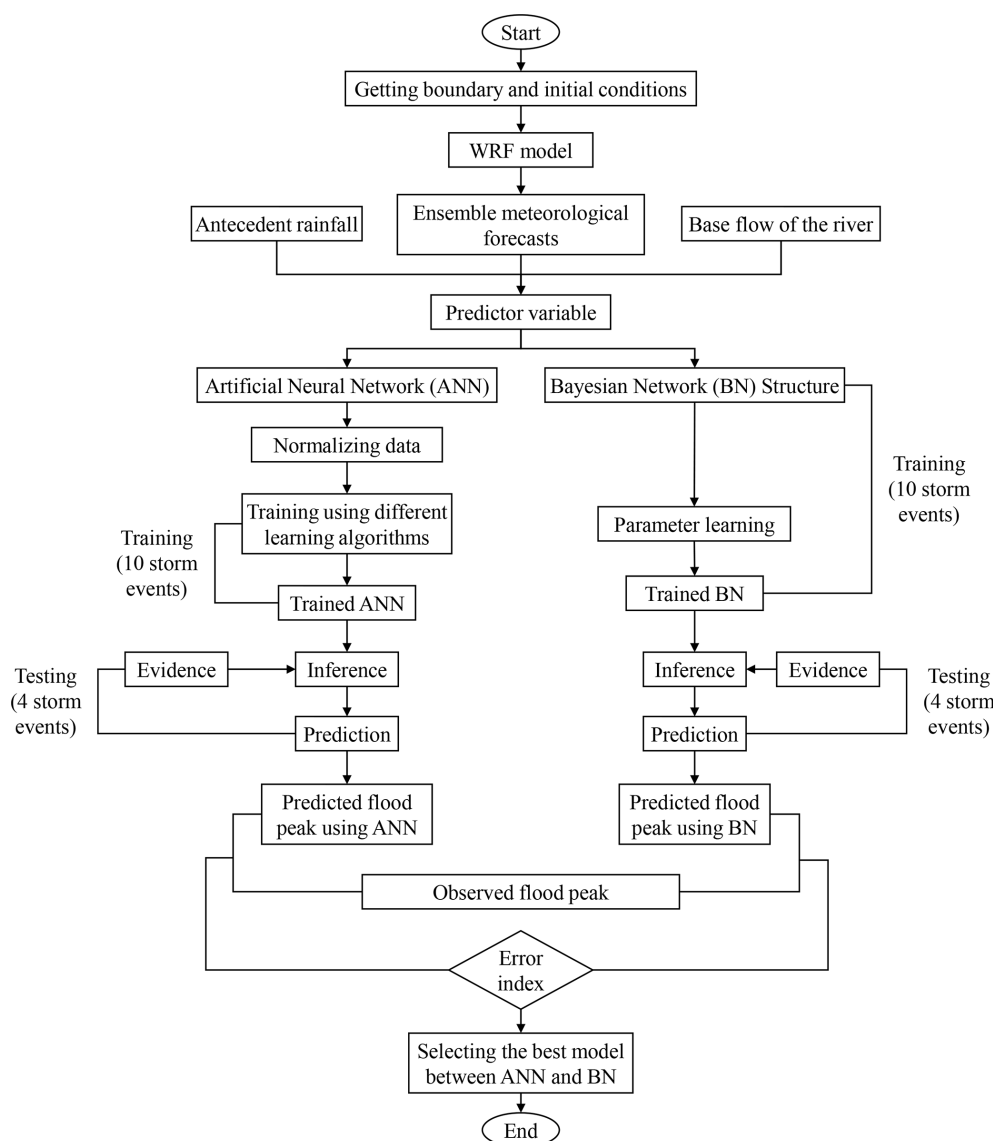 Start
Getting boundary and initial conditions
WRF model
Antecedent rainfall
Ensemble meteorological
forecasts
Base flow of the river
Predictor variable
Artificial Neural Network (ANN)
Bayesian Network (BN) Structure
Normalizing data
Training
(10 storm
events)
Training using different
learning algorithms
Parameter learning
Training
(10 storm
events)
Trained ANN
Trained BN
Testing
(4 storm
events)
Evidence
Inference
Inference
Evidence
Testing
(4 storm
events)
Prediction
Prediction
Predicted flood
peak using ANN
Predicted flood
peak using BN
Observed flood peak
Error
index
Selecting the best model
between ANN and BN
End